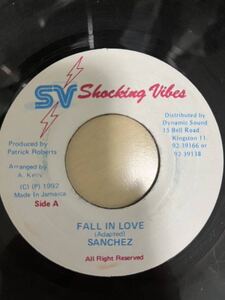 SV Shocking Vibes
Produced by
Patrick Roberts
Arranged by
A. Kelly
(C) (P) 1992
Made In Jamaica
Side A
Distributed by
Dynamic Sound
15 Bell Road
Kingston 11.
92-39166 or
92-39138
FALL IN LOVE
(Adapted)
SANCHEZ
All Right Reserved